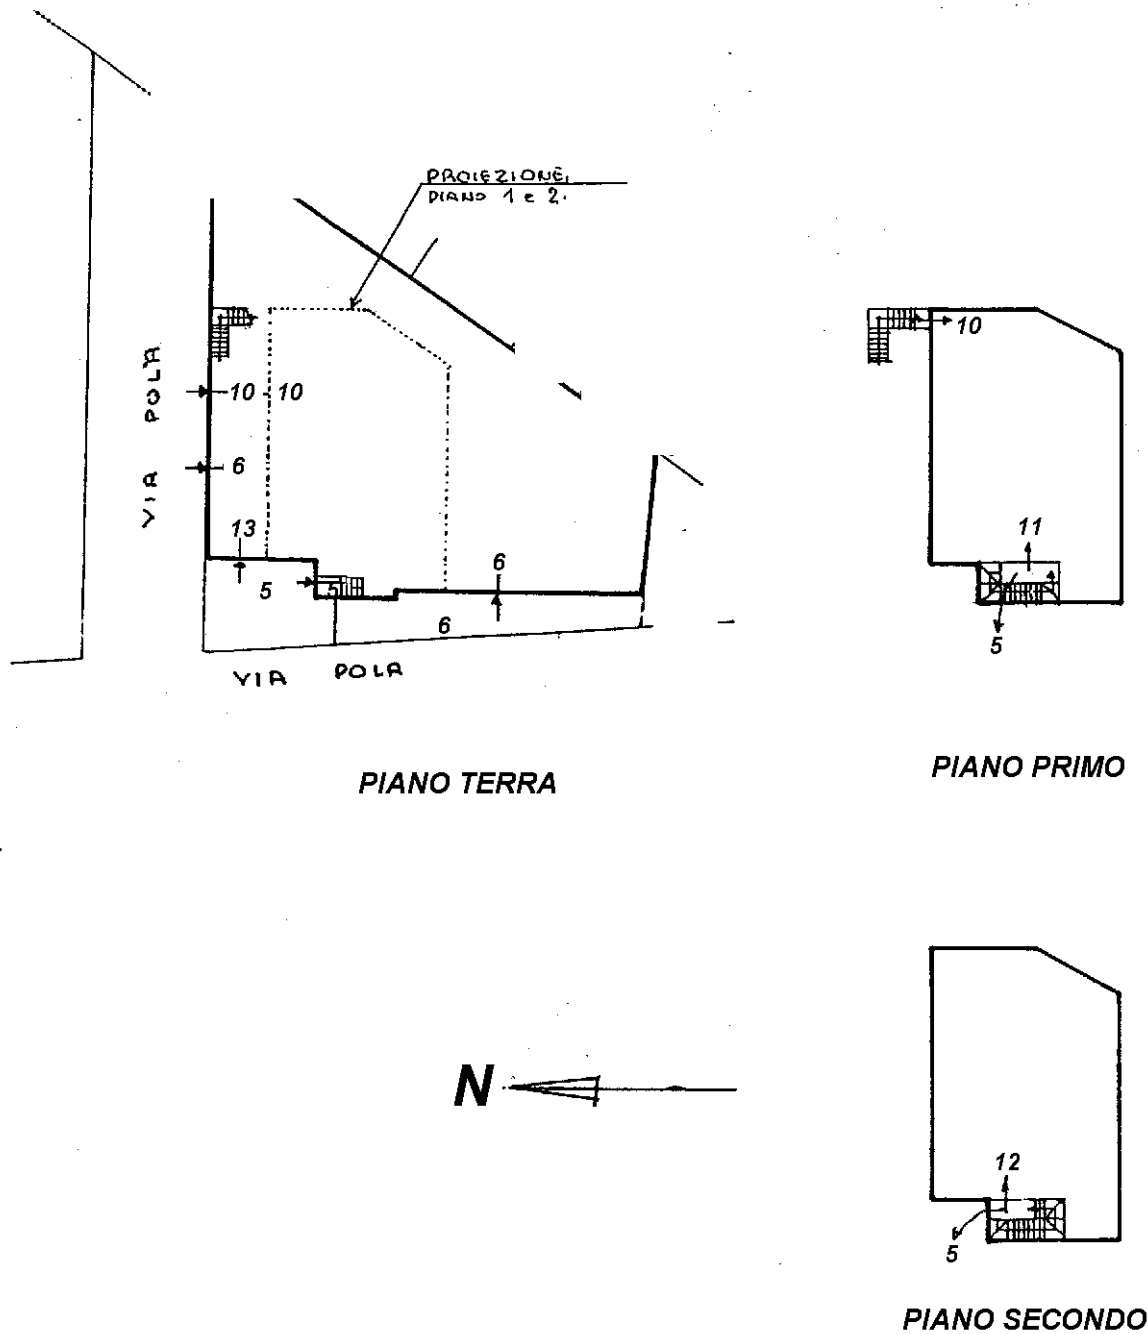 PROIEZIONE,
PIANO 1 e 2.
VIA POLA
10
10
6
13
5
5
6
6
VIA POLA
PIANO TERRA
10
11
5
PIANO PRIMO
N
12
5
PIANO SECONDO